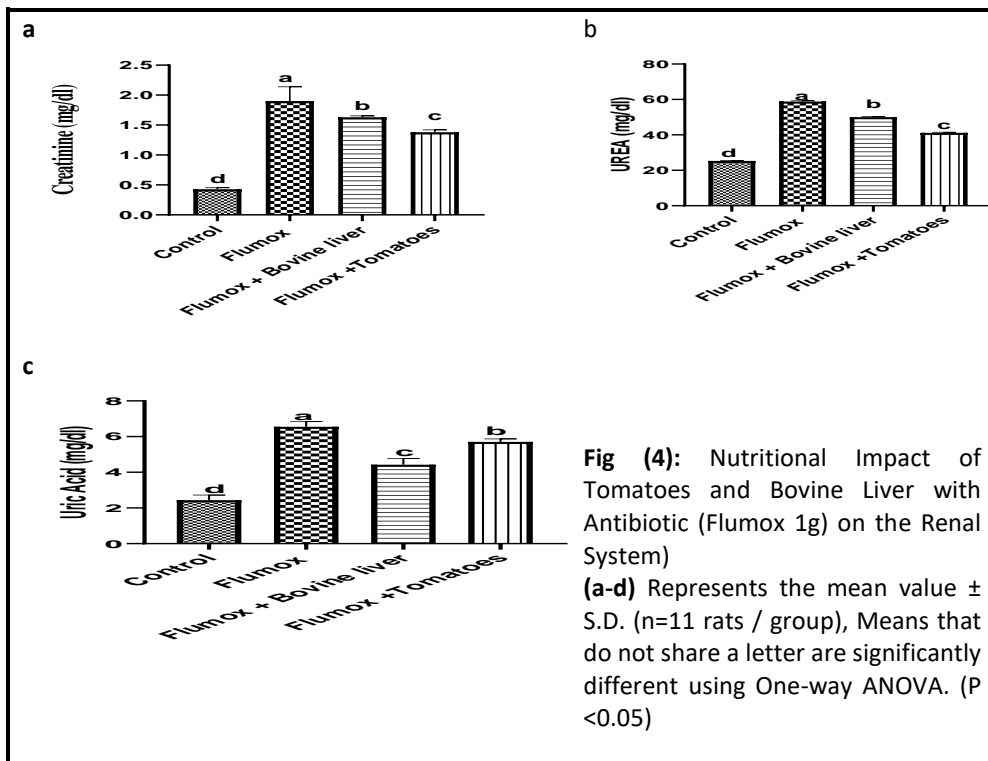 a
b
Creatinine (mg/dl)
2.5
2.0
1.5
1.0
0.5
0.0
d
a
b
c
Control
Flumox
Flumox + Bovine liver
Flumox +Tomatoes
UREA (mg/dl)
80
60
40
20
0
d
a
b
c
Control
Flumox
Flumox + Bovine liver
Flumox +Tomatoes
c
Uric Acid (mg/dl)
8
6
4
2
0
d
a
c
b
Control
Flumox
Flumox + Bovine liver
Flumox +Tomatoes
Fig (4): Nutritional Impact of
Tomatoes and Bovine Liver with
Antibiotic (Flumox 1g) on the Renal
System)
(a-d) Represents the mean value ±
S.D. (n=11 rats / group), Means that
do not share a letter are significantly
different using One-way ANOVA. (P
<0.05)